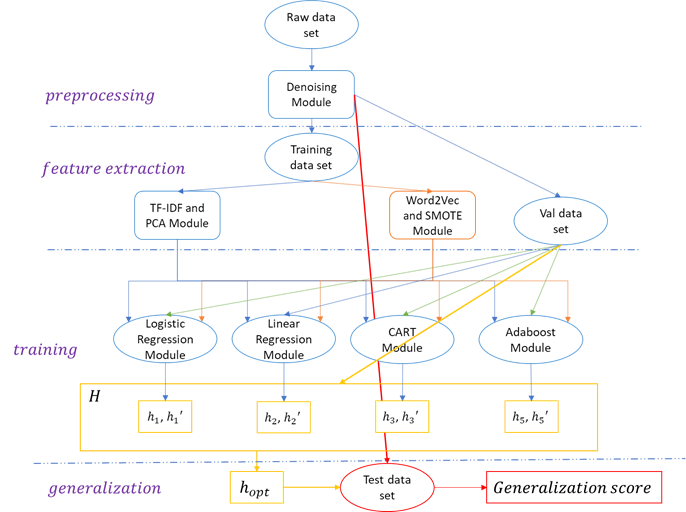 Raw data
set
preprocessing
Denoising
Module
feature extraction
Training
data set
TF-IDF and
PCA Module
Word2Vec
and SMOTE
Module
Val data
set
training
Logistic
Regression
Module
Linear
Regression
Module
CART
Module
Adaboost
Module
H
h₁, h₁′
h₂, h₂′
h₃, h₃′
h₅, h₅′
generalization
hₒₚₜ
Test data
set
Generalization score